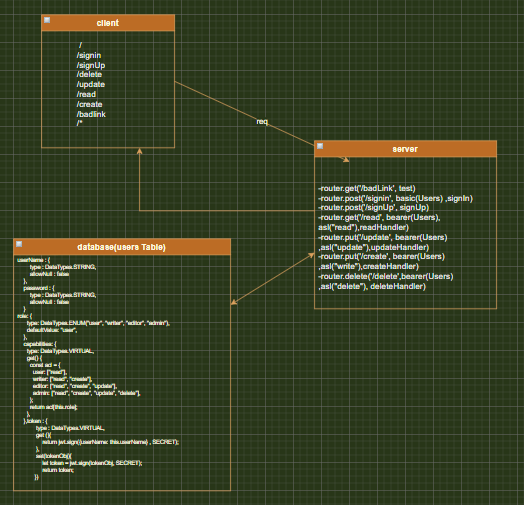 client
/
/signin
/signUp
/delete
/update
/read
/create
/badlink
/*
req
server
-router.get('/badLink', test)
-router.post('/signin', basic(Users) ,signIn)
-router.post('/signUp', signUp)
-router.get('/read', bearer(Users),
asl("read"),readHandler)
-router.put('/update', bearer(Users)
,asl("update"),updateHandler)
-router.put('/create', bearer(Users)
,asl("write"),createHandler)
-router.delete('/delete',bearer(Users)
,asl("delete"), deleteHandler)
database(users Table)
userName : {
type : DataTypes.STRING,
allowNull : false
},
password : {
type : DataTypes.STRING,
allowNull : false
}
role: {
type: DataTypes.ENUM("user", "writer", "editor", "admin"),
defaultValue: "user",
},
capabilities: {
type: DataTypes.VIRTUAL,
get() {
const acl = {
user: ["read"],
writer: ["read", "create"],
editor: ["read", "create", "update"],
admin: ["read", "create", "update", "delete"],
};
return acl[this.role];
},
},token : {
type : DataTypes.VIRTUAL,
get (){
return jwt.sign({userName: this.userName} , SECRET);
},
set(tokenObj){
let token = jwt.sign(tokenObj, SECRET);
return token;
}}